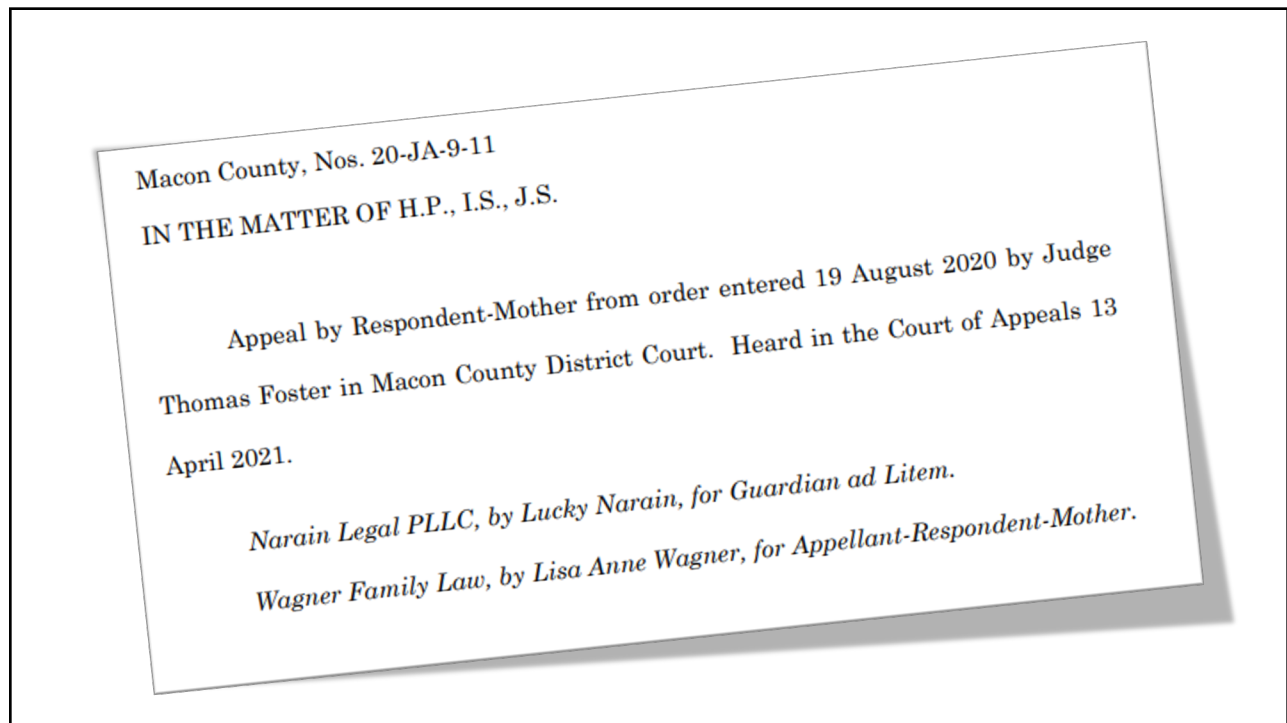 Macon County, Nos. 20-JA-9-11
IN THE MATTER OF H.P., I.S., J.S.
Appeal by Respondent-Mother from order entered 19 August 2020 by Judge
Thomas Foster in Macon County District Court. Heard in the Court of Appeals 13
April 2021.
Narain Legal PLLC, by Lucky Narain, for Guardian ad Litem.
Wagner Family Law, by Lisa Anne Wagner, for Appellant-Respondent-Mother.